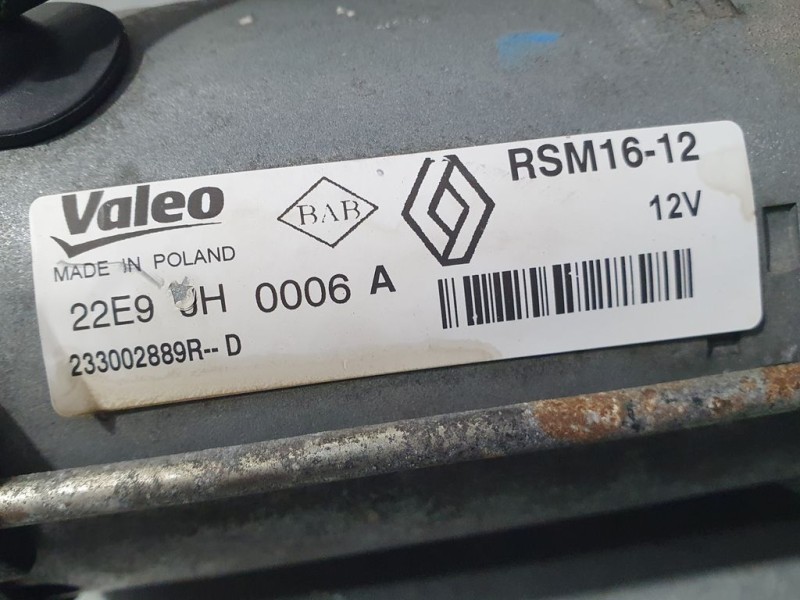 Valeo
BAB
RSM16-12
12V
MADE IN POLAND
22E9 0006 A
233002889R-- D